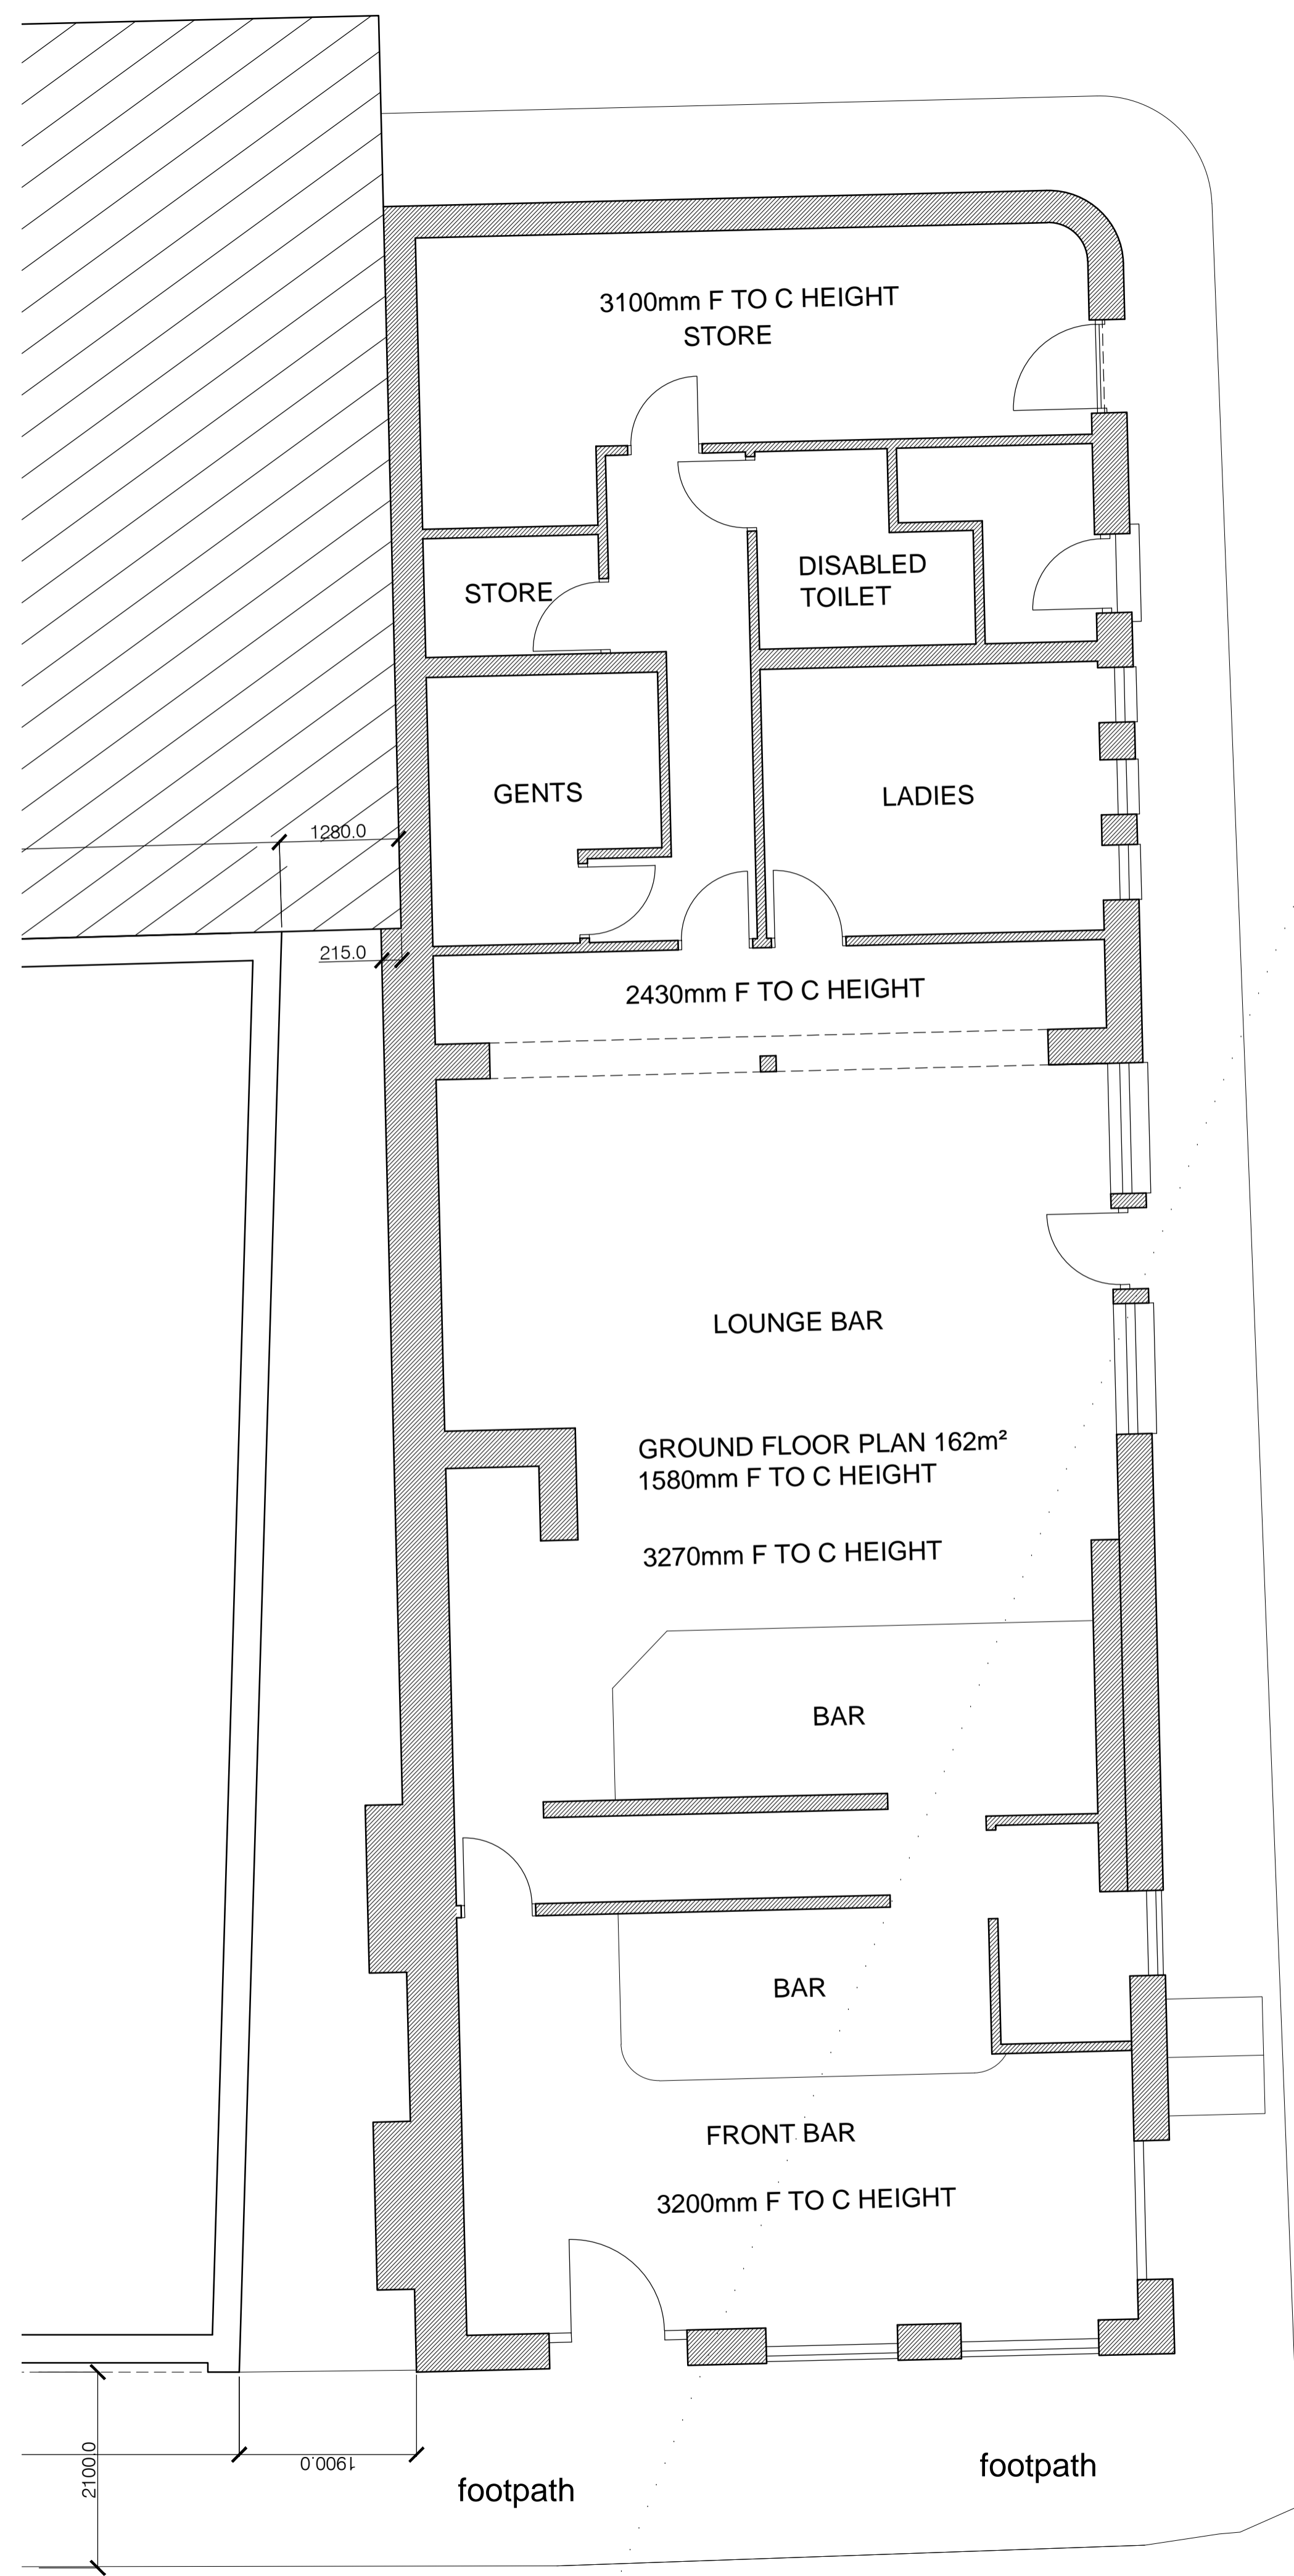 3100mm F TO C HEIGHT
STORE
STORE
DISABLED
TOILET
GENTS
LADIES
1280.0
215.0
2430mm F TO C HEIGHT
LOUNGE BAR
GROUND FLOOR PLAN 162m²
1580mm F TO C HEIGHT
3270mm F TO C HEIGHT
BAR
BAR
FRONT BAR
3200mm F TO C HEIGHT
2100.0
1900.0
footpath
footpath